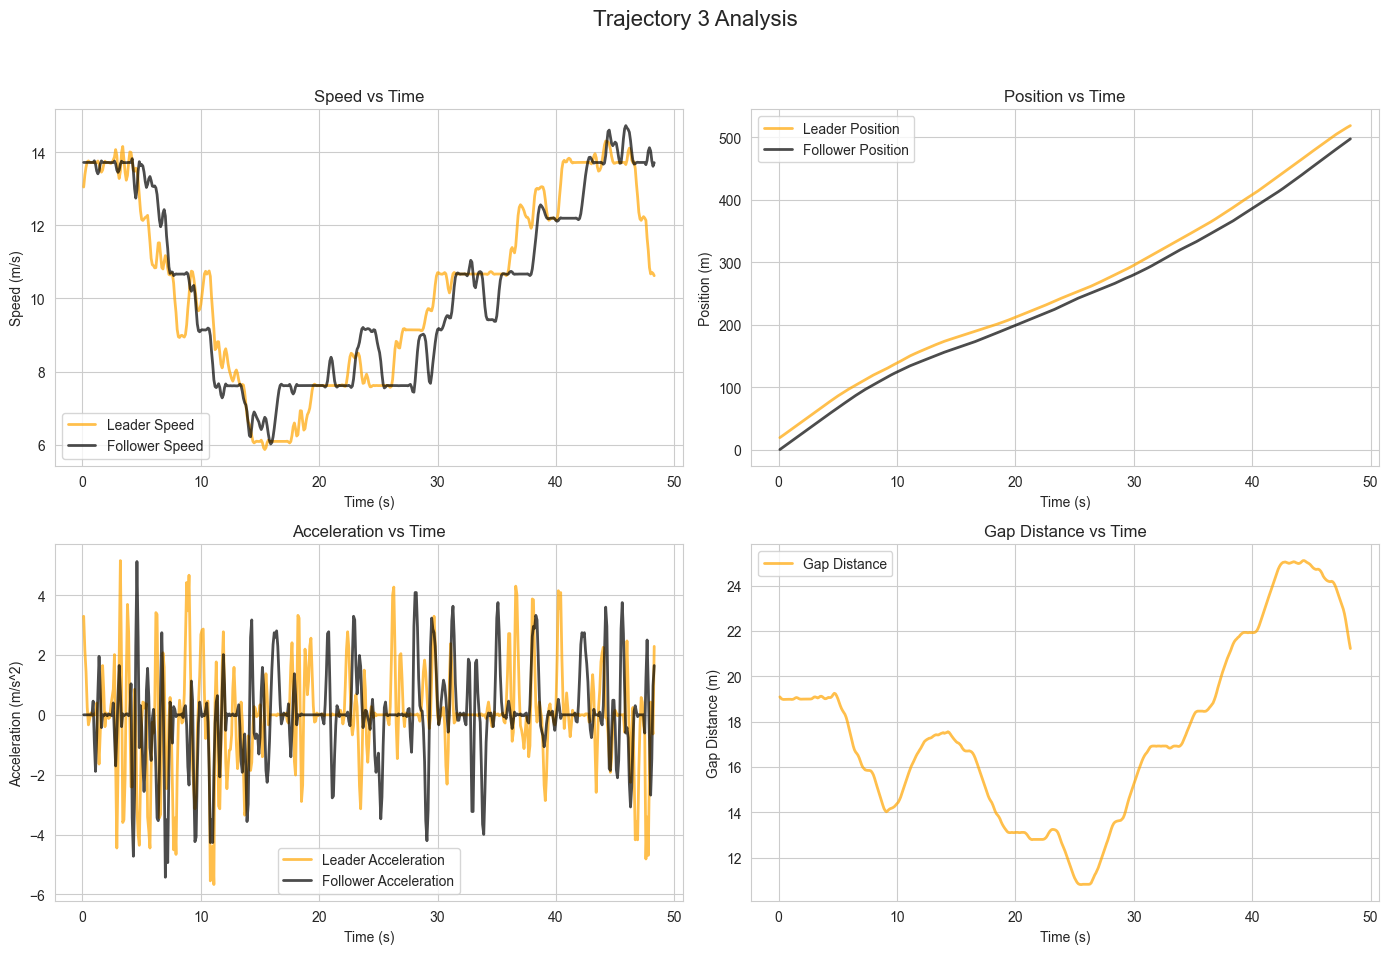 Trajectory 3 Analysis
Speed vs Time
Speed (m/s)
14
12
10
8
6
Leader Speed
Follower Speed
0 10 20 30 40 50
Time (s)
Position vs Time
Position (m)
500
400
300
200
100
0
Leader Position
Follower Position
0 10 20 30 40 50
Time (s)
Acceleration vs Time
Acceleration (m/s^2)
4
2
0
−2
−4
−6
Leader Acceleration
Follower Acceleration
0 10 20 30 40 50
Time (s)
Gap Distance vs Time
Gap Distance (m)
24
22
20
18
16
14
12
Gap Distance
0 10 20 30 40 50
Time (s)